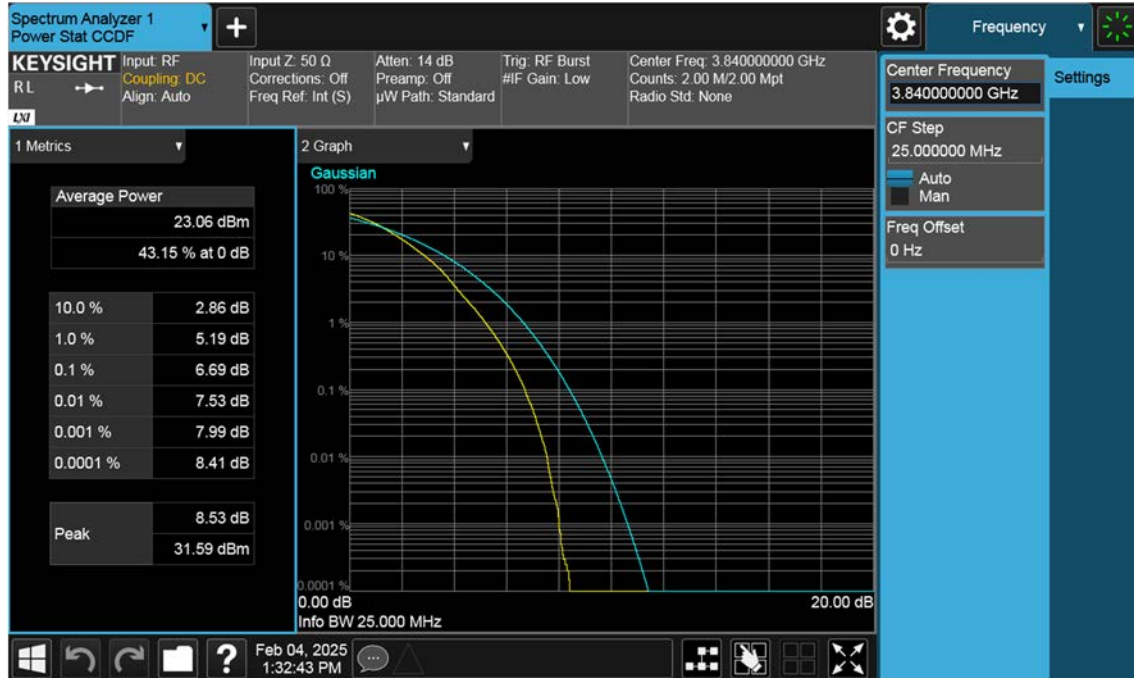 Spectrum Analyzer 1
Power Stat CCDF
Frequency
KEYSIGHT
R L
LXI
Input: RF
Coupling: DC
Align: Auto
Input Z: 50 Ω
Corrections: Off
Freq Ref: Int (S)
Atten: 14 dB
Preamp: Off
µW Path: Standard
Trig: RF Burst
#IF Gain: Low
Center Freq: 3.840000000 GHz
Counts: 2.00 M/2.00 Mpt
Radio Std: None
Center Frequency
3.840000000 GHz
Settings
CF Step
25.000000 MHz
Auto
Man
Freq Offset
0 Hz
1 Metrics
Average Power
23.06 dBm
43.15 % at 0 dB
10.0 % 2.86 dB
1.0 % 5.19 dB
0.1 % 6.69 dB
0.01 % 7.53 dB
0.001 % 7.99 dB
0.0001 % 8.41 dB
Peak
8.53 dB
31.59 dBm
2 Graph
Gaussian
100 %
10 %
1 %
0.1 %
0.01 %
0.001 %
0.0001 %
0.00 dB 20.00 dB
Info BW 25.000 MHz
?
Feb 04, 2025
1:32:43 PM